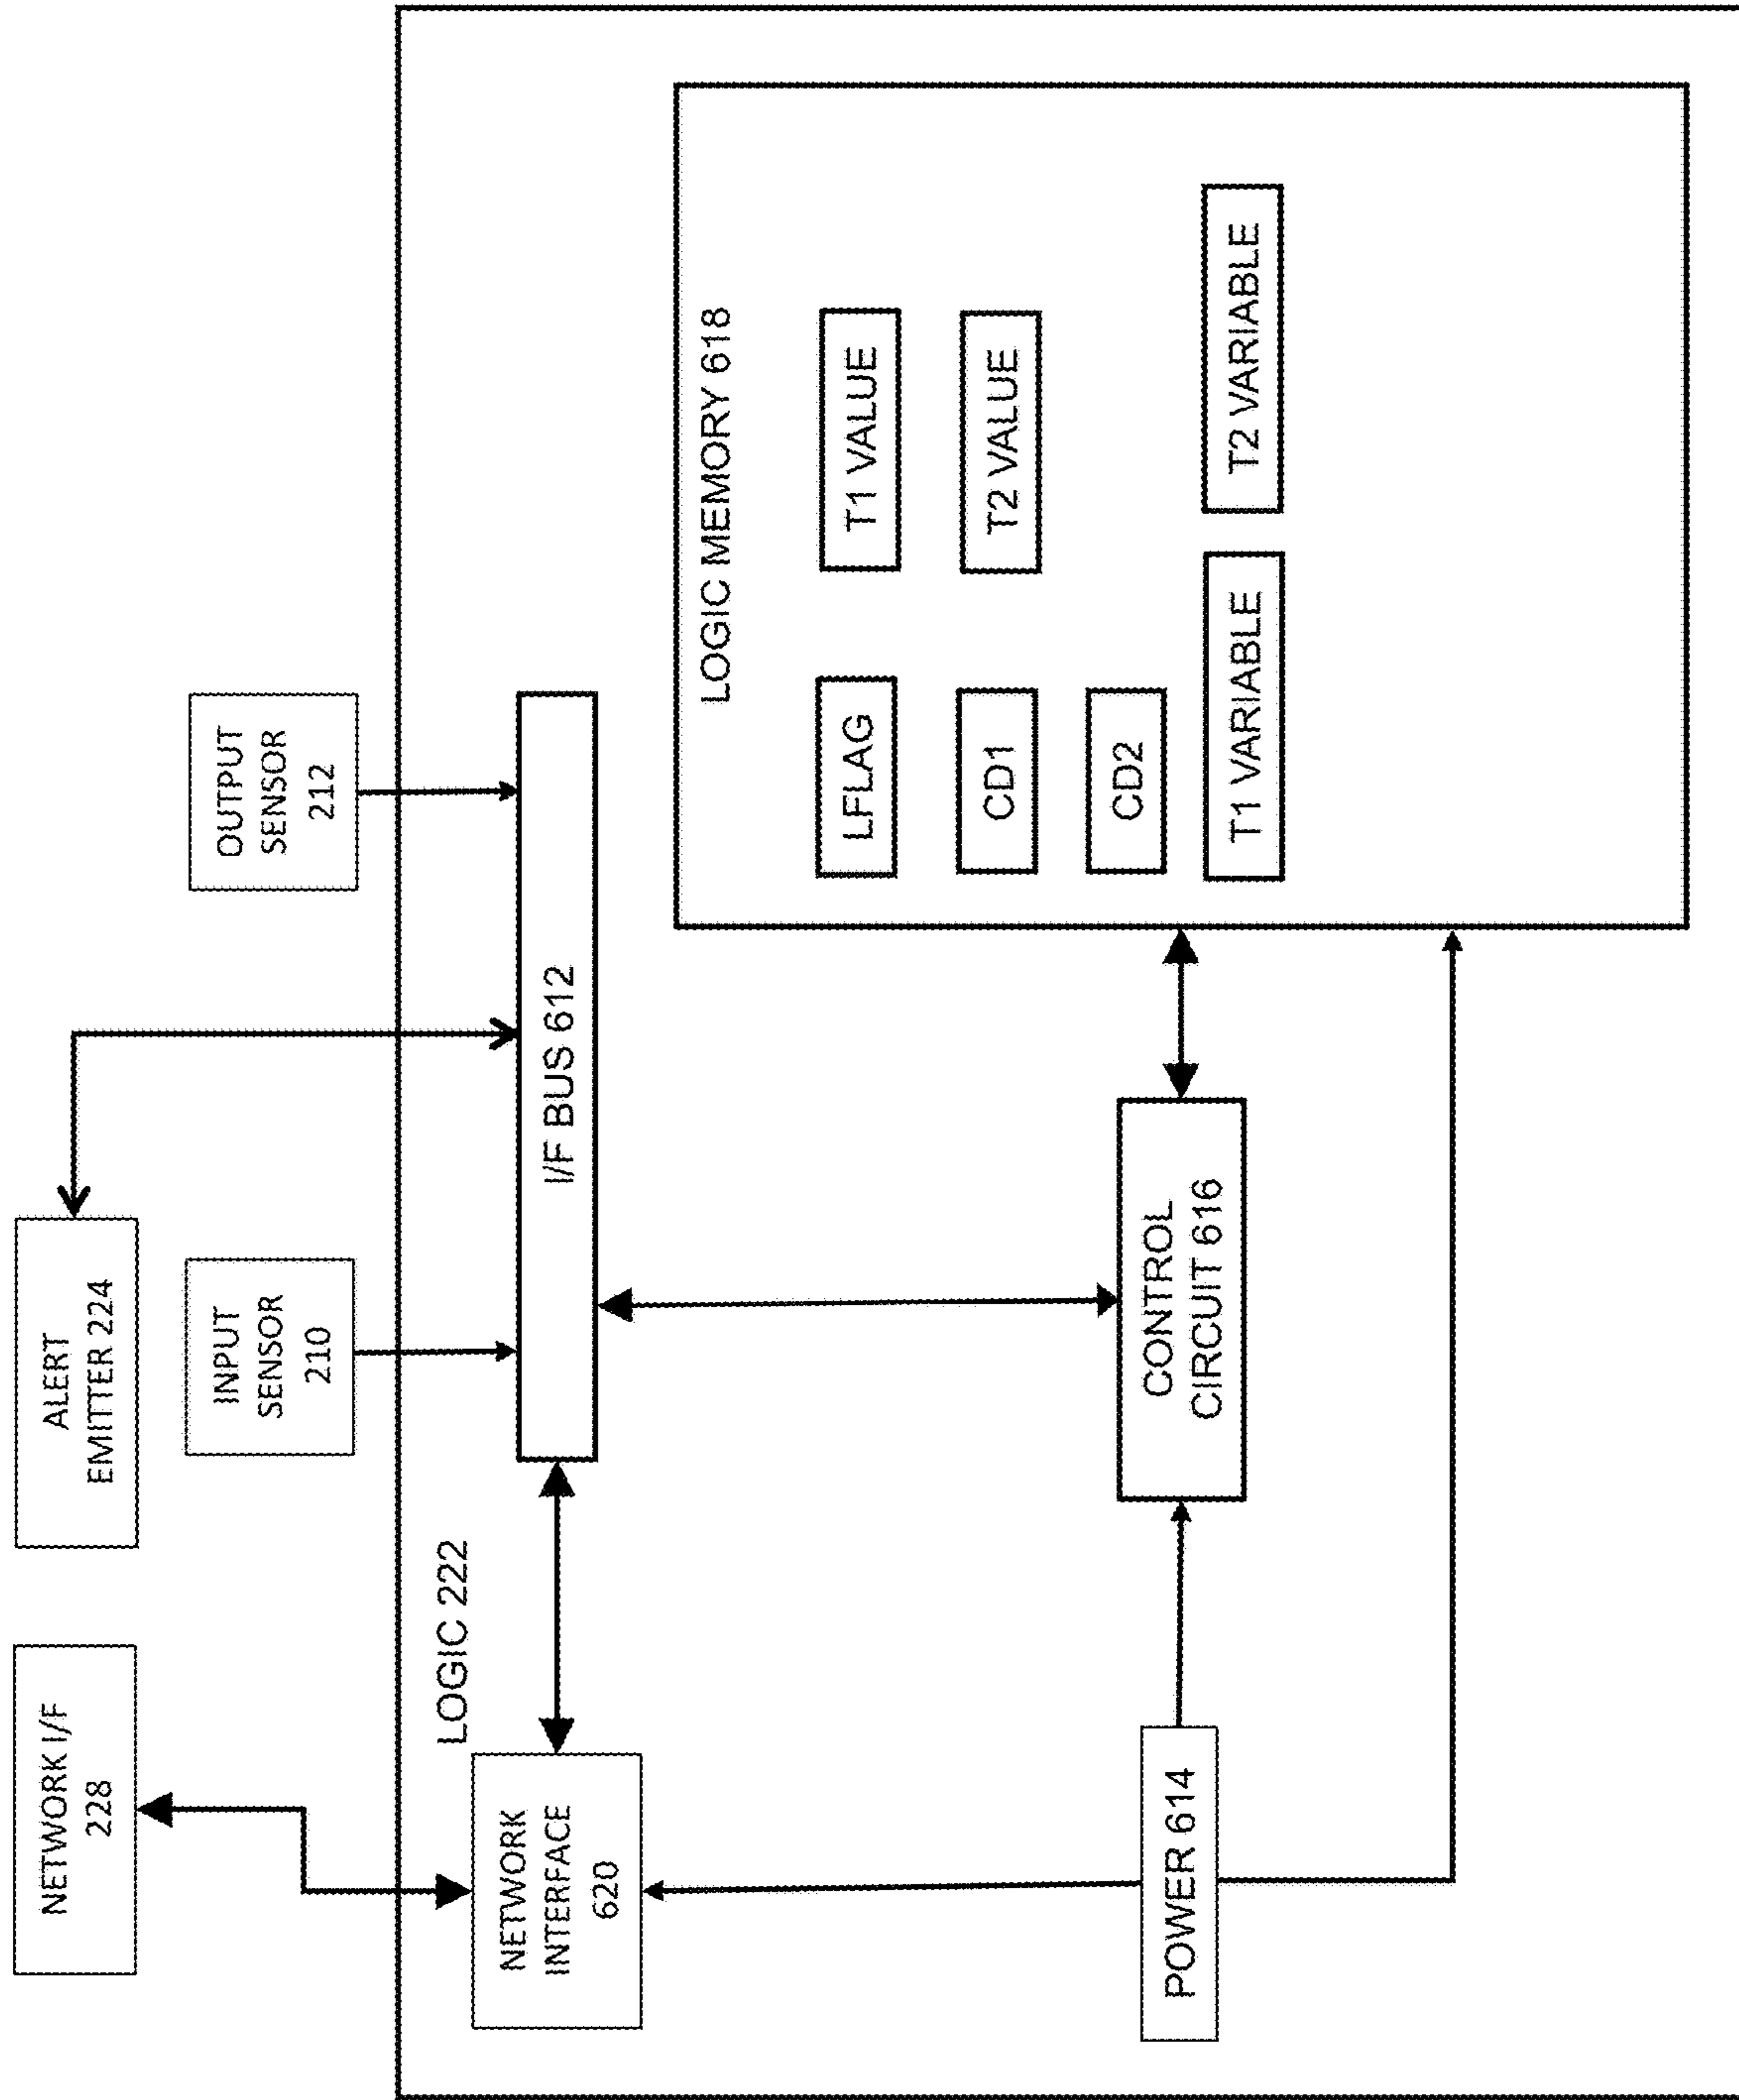 NETWORK I/F
228
ALERT
EMITTER 224
INPUT
SENSOR
210
OUTPUT
SENSOR
212
LOGIC 222
NETWORK
INTERFACE
620
I/F BUS 612
LOGIC MEMORY 618
LFLAG
T1 VALUE
CD1
T2 VALUE
CD2
T1 VARIABLE
T2 VARIABLE
POWER 614
CONTROL
CIRCUIT 616